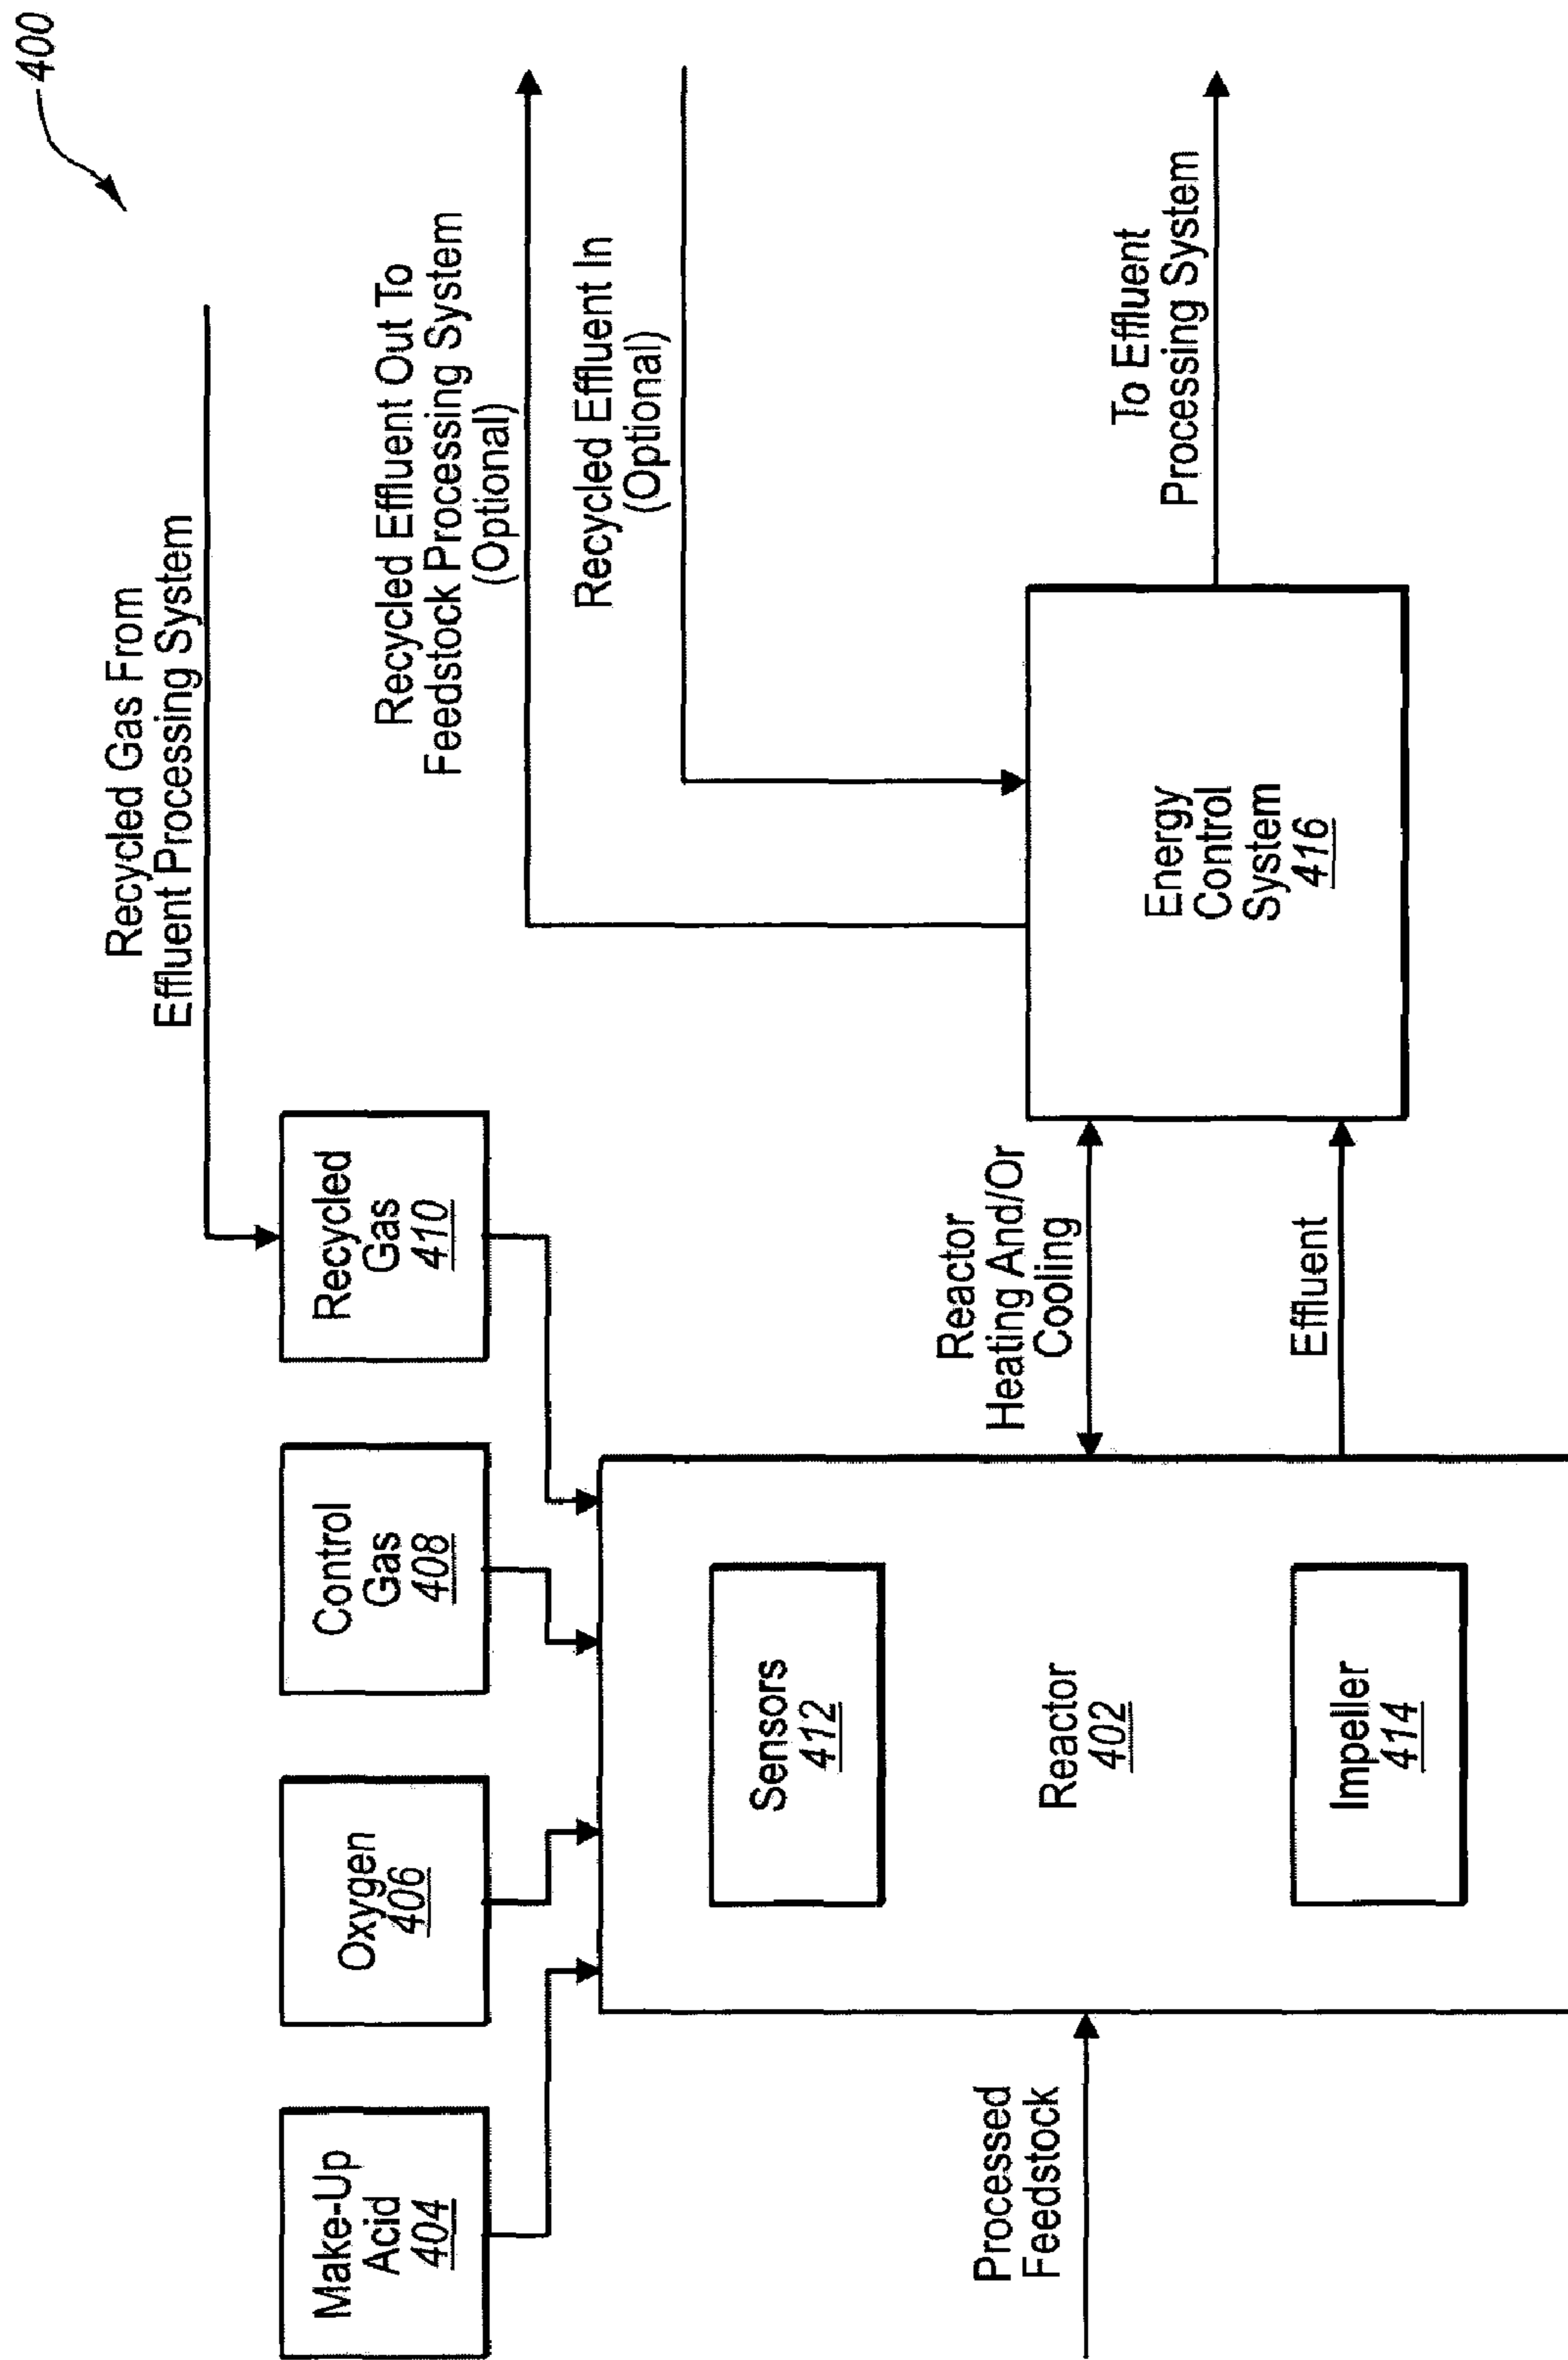 400
Recycled Gas From
Effluent Processing System
Recycled Effluent Out To
Feedstock Processing System
(Optional)
Recycled Effluent In
(Optional)
Make-Up
Acid
404
Oxygen
406
Control
Gas
408
Recycled
Gas
410
Processed
Feedstock
Sensors
412
Reactor
402
Impeller
414
Reactor
Heating And/Or
Cooling
Effluent
Energy
Control
System
416
To Effluent
Processing System